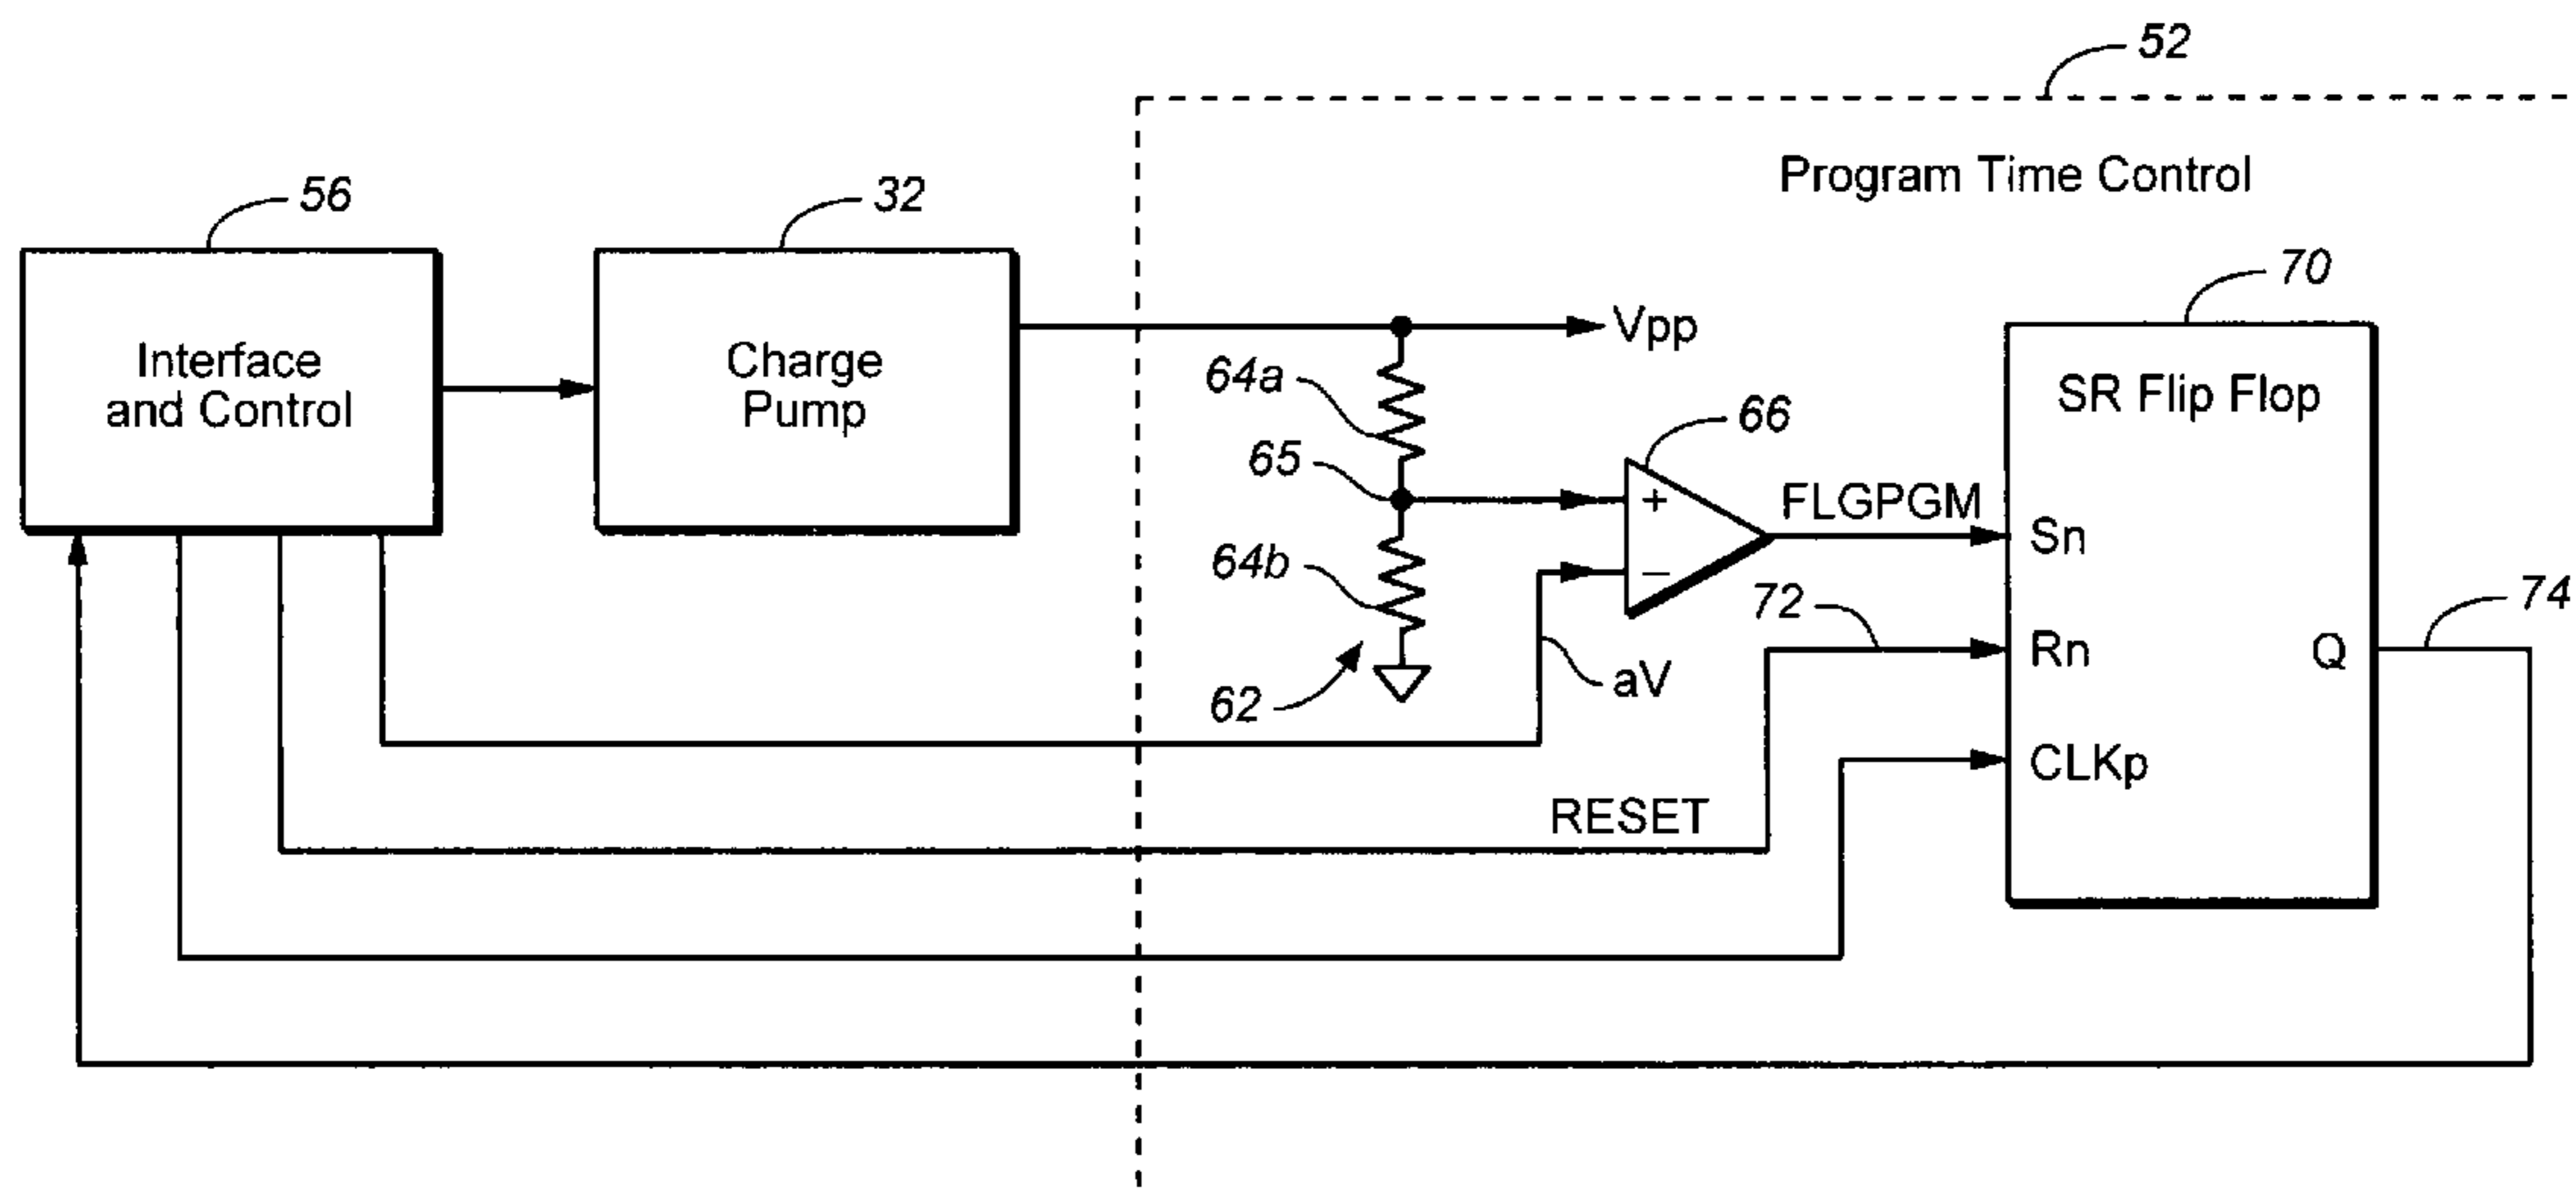 52
Program Time Control
56
32
70
Interface
and Control
Charge
Pump
Vpp
64a
SR Flip Flop
65
66
+
FLGPGM
Sn
64b
−
72
74
Rn
Q
aV
62
CLKp
RESET